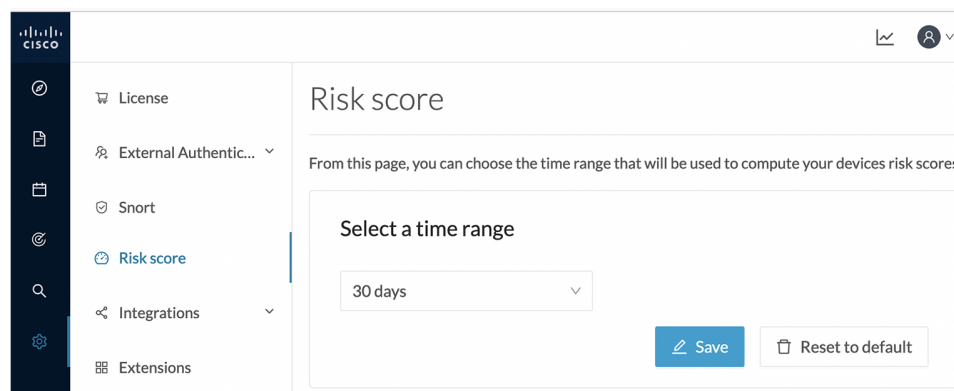 CISCO
License
External Authentic...
Snort
Risk score
Integrations
Extensions
Risk score
From this page, you can choose the time range that will be used to compute your devices risk scores
Select a time range
30 days
Save
Reset to default